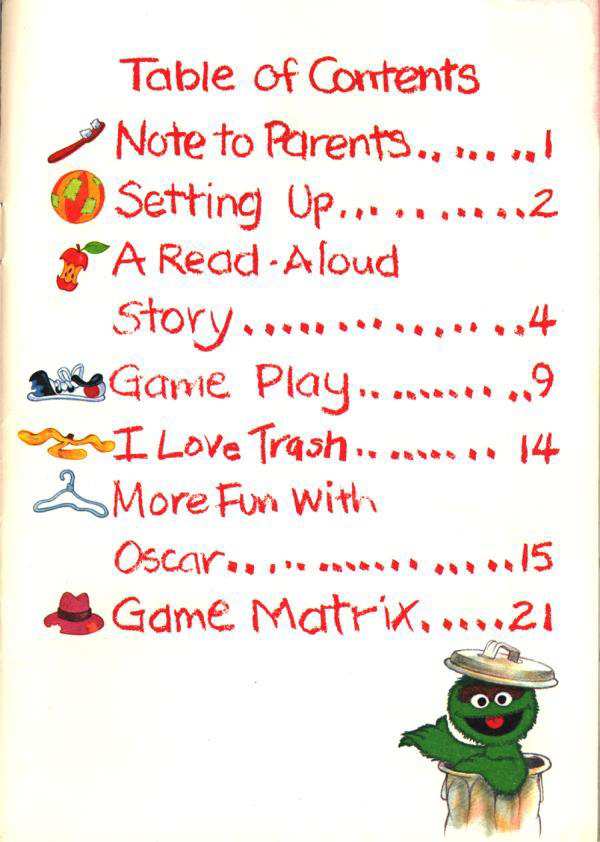 Table of Contents
Note to Parents.........1
Setting Up..........2
A Read-Aloud
Story...............4
Game Play...........9
I Love Trash......... 14
More Fun With
Oscar.................15
Game Matrix.....21